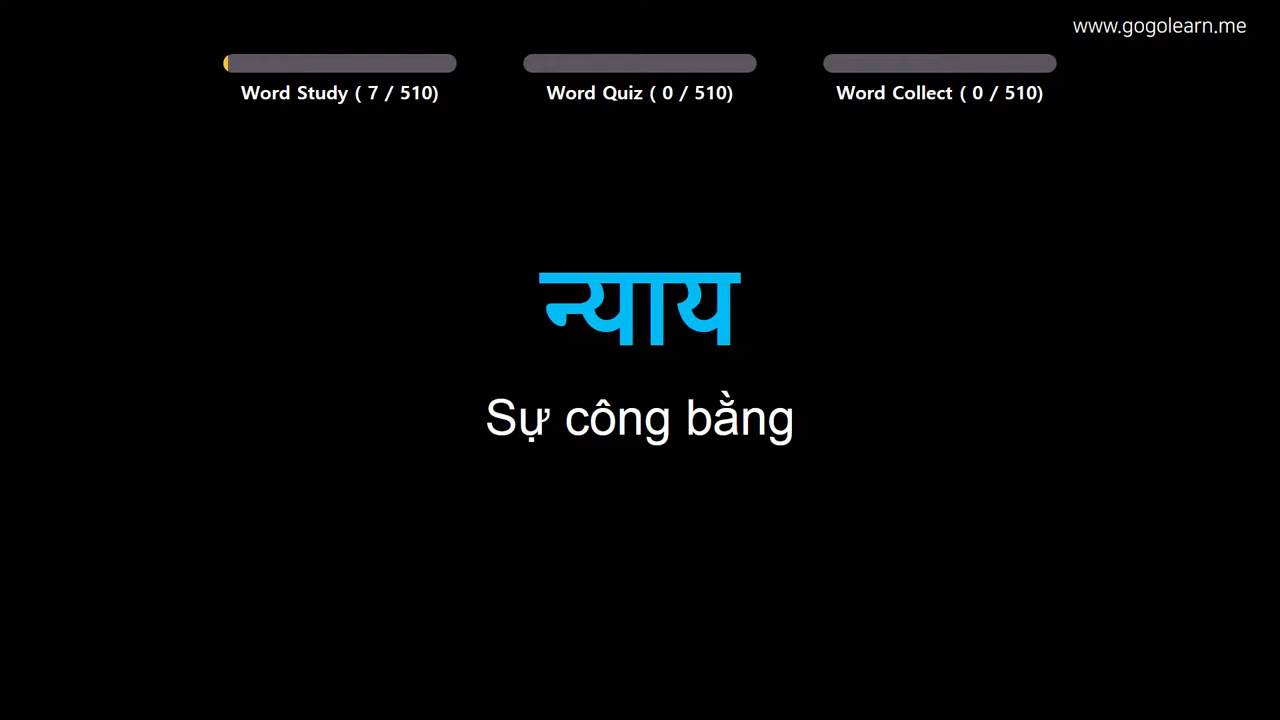 www.gogolearn.me
Word Study ( 7 / 510)
Word Quiz ( 0 / 510)
Word Collect ( 0 / 510)
न्याय
Sự công bằng